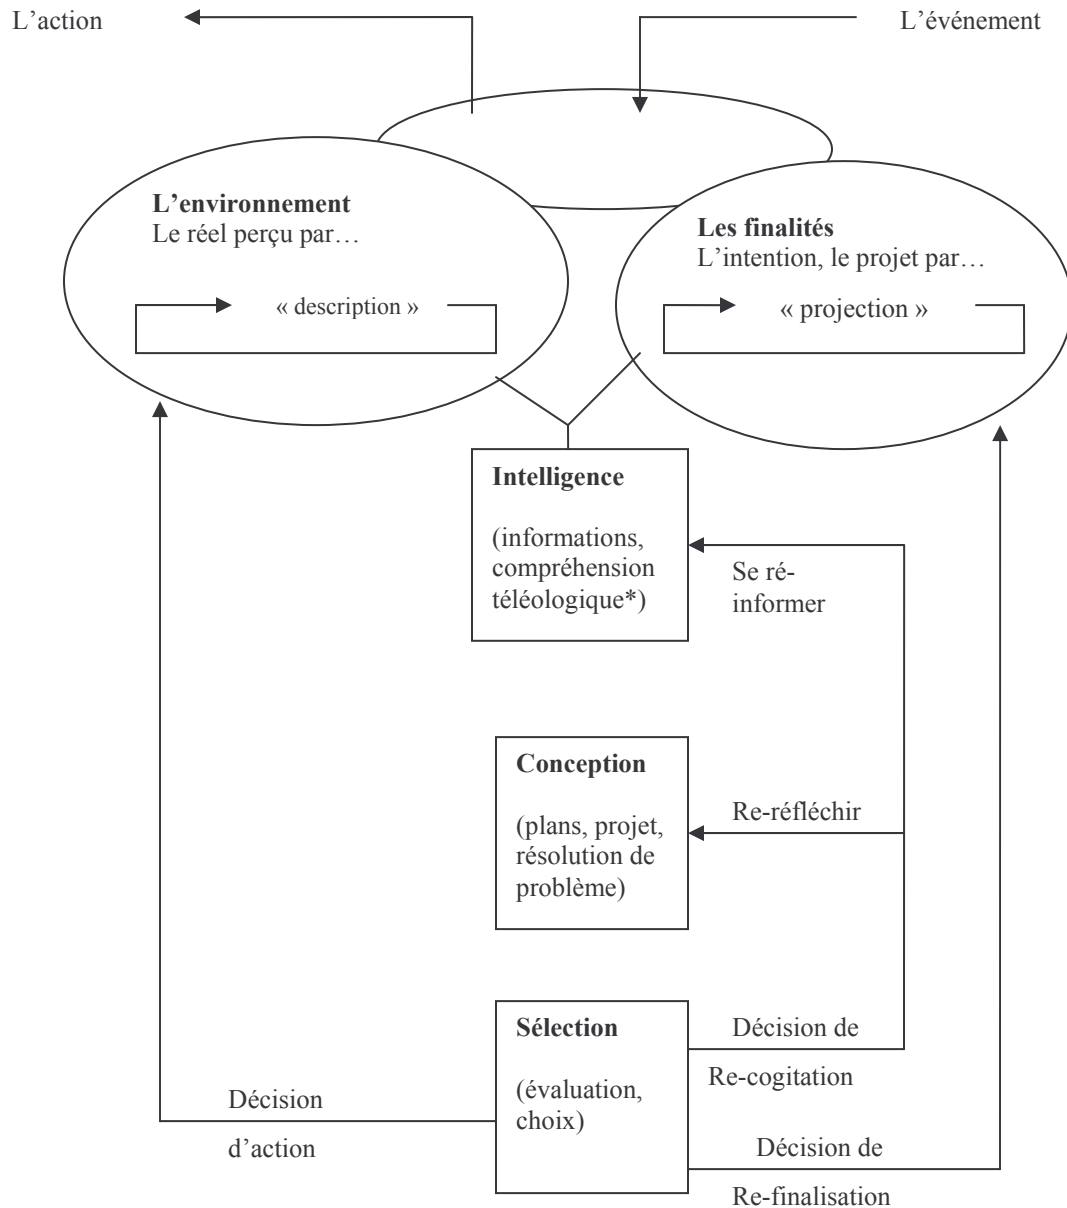 L’action
L’événement
L’environnement
Le réel perçu par…
« description »
Les finalités
L’intention, le projet par…
« projection »
Intelligence
(informations,
compréhension
téléologique*)
Se ré-
informer
Conception
(plans, projet,
résolution de
problème)
Re-réfléchir
Sélection
(évaluation,
choix)
Décision de
Re-cogitation
Décision
d’action
Décision de
Re-finalisation